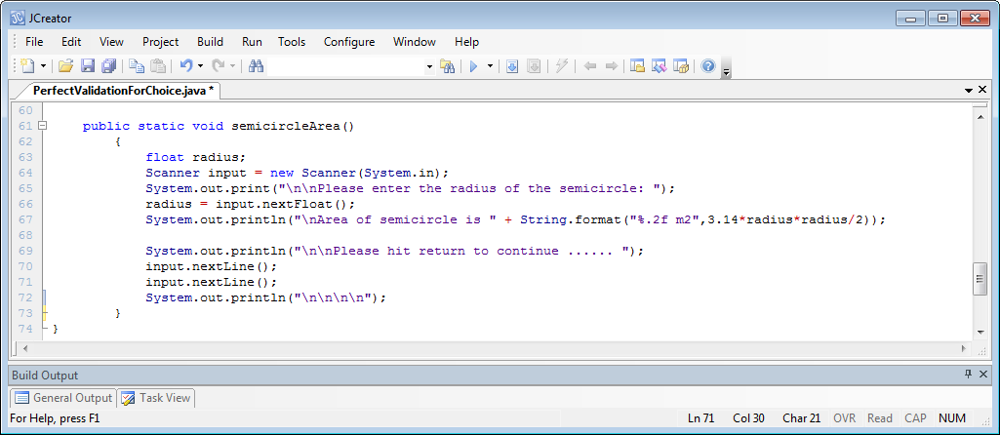 JCreator
File Edit View Project Build Run Tools Configure Window Help
PerfectValidationForChoice.java *
60
61 public static void semicircleArea()
62 {
63 float radius;
64 Scanner input = new Scanner(System.in);
65 System.out.print("\n\nPlease enter the radius of the semicircle: ");
66 radius = input.nextFloat();
67 System.out.println("\nArea of semicircle is " + String.format("%.2f m2",3.14*radius*radius/2));
68
69 System.out.println("\n\nPlease hit return to continue ...... ");
70 input.nextLine();
71 input.nextLine();
72 System.out.println("\n\n\n\n");
73 }
74 }
Build Output
General Output Task View
For Help, press F1 Ln 71 Col 30 Char 21 OVR Read CAP NUM